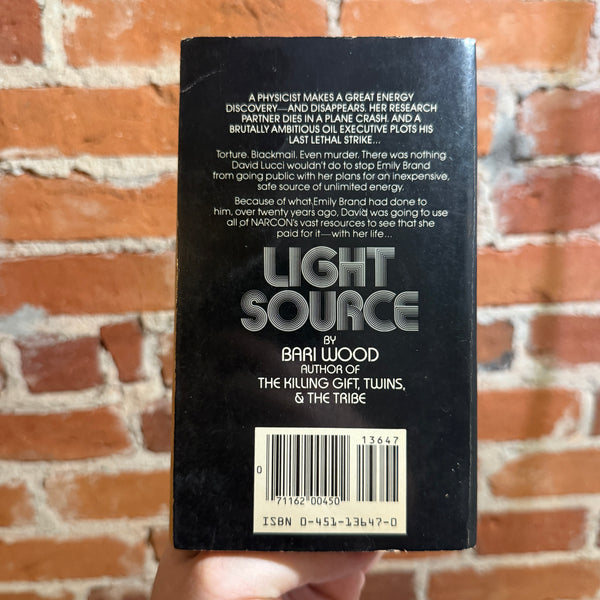 A PHYSICIST MAKES A GREAT ENERGY
DISCOVERY—AND DISAPPEARS. HER RESEARCH
PARTNER DIES IN A PLANE CRASH. AND A
BRUTALLY AMBITIOUS OIL EXECUTIVE PLOTS HIS
LAST LETHAL STRIKE...
Torture. Blackmail. Even murder. There was nothing
David Lucci wouldn't do to stop Emily Brand
from going public with her plans for an inexpensive,
safe source of unlimited energy.
Because of what Emily Brand had done to
him, over twenty years ago, David was going to use
all of NARCON's vast resources to see that she
paid for it—with her life...
LIGHT
SOURCE
BY
BARI WOOD
AUTHOR OF
THE KILLING GIFT, TWINS,
& THE TRIBE
13647
0
71162 00450
ISBN 0-451-13647-0